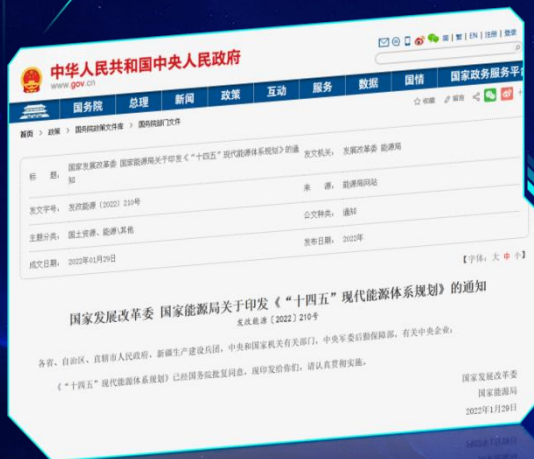 中华人民共和国中央人民政府
www.gov.cn
简 | 繁 | EN | 注册 | 登录
国务院 总理 新闻 政策 互动 服务 数据 国情 国家政务服务平台
首页 > 政策 > 国务院政策文件库 > 国务院部门文件
收藏 留言
标 题： 国家发展改革委 国家能源局关于印发《“十四五”现代能源体系规划》的通知
发文机关： 发展改革委 能源局
发文字号： 发改能源〔2022〕210号
来 源： 能源局网站
主题分类： 国土资源、能源\其他
公文种类： 通知
成文日期： 2022年01月29日
发布日期： 2022年
【字体：大 中 小】
国家发展改革委 国家能源局关于印发《“十四五”现代能源体系规划》的通知
发改能源〔2022〕210号
各省、自治区、直辖市人民政府，新疆生产建设兵团，中央和国家机关有关部门，中央军委后勤保障部，有关中央企业：
《“十四五”现代能源体系规划》已经国务院批复同意，现印发给你们，请认真贯彻实施。
国家发展改革委
国家能源局
2022年1月29日